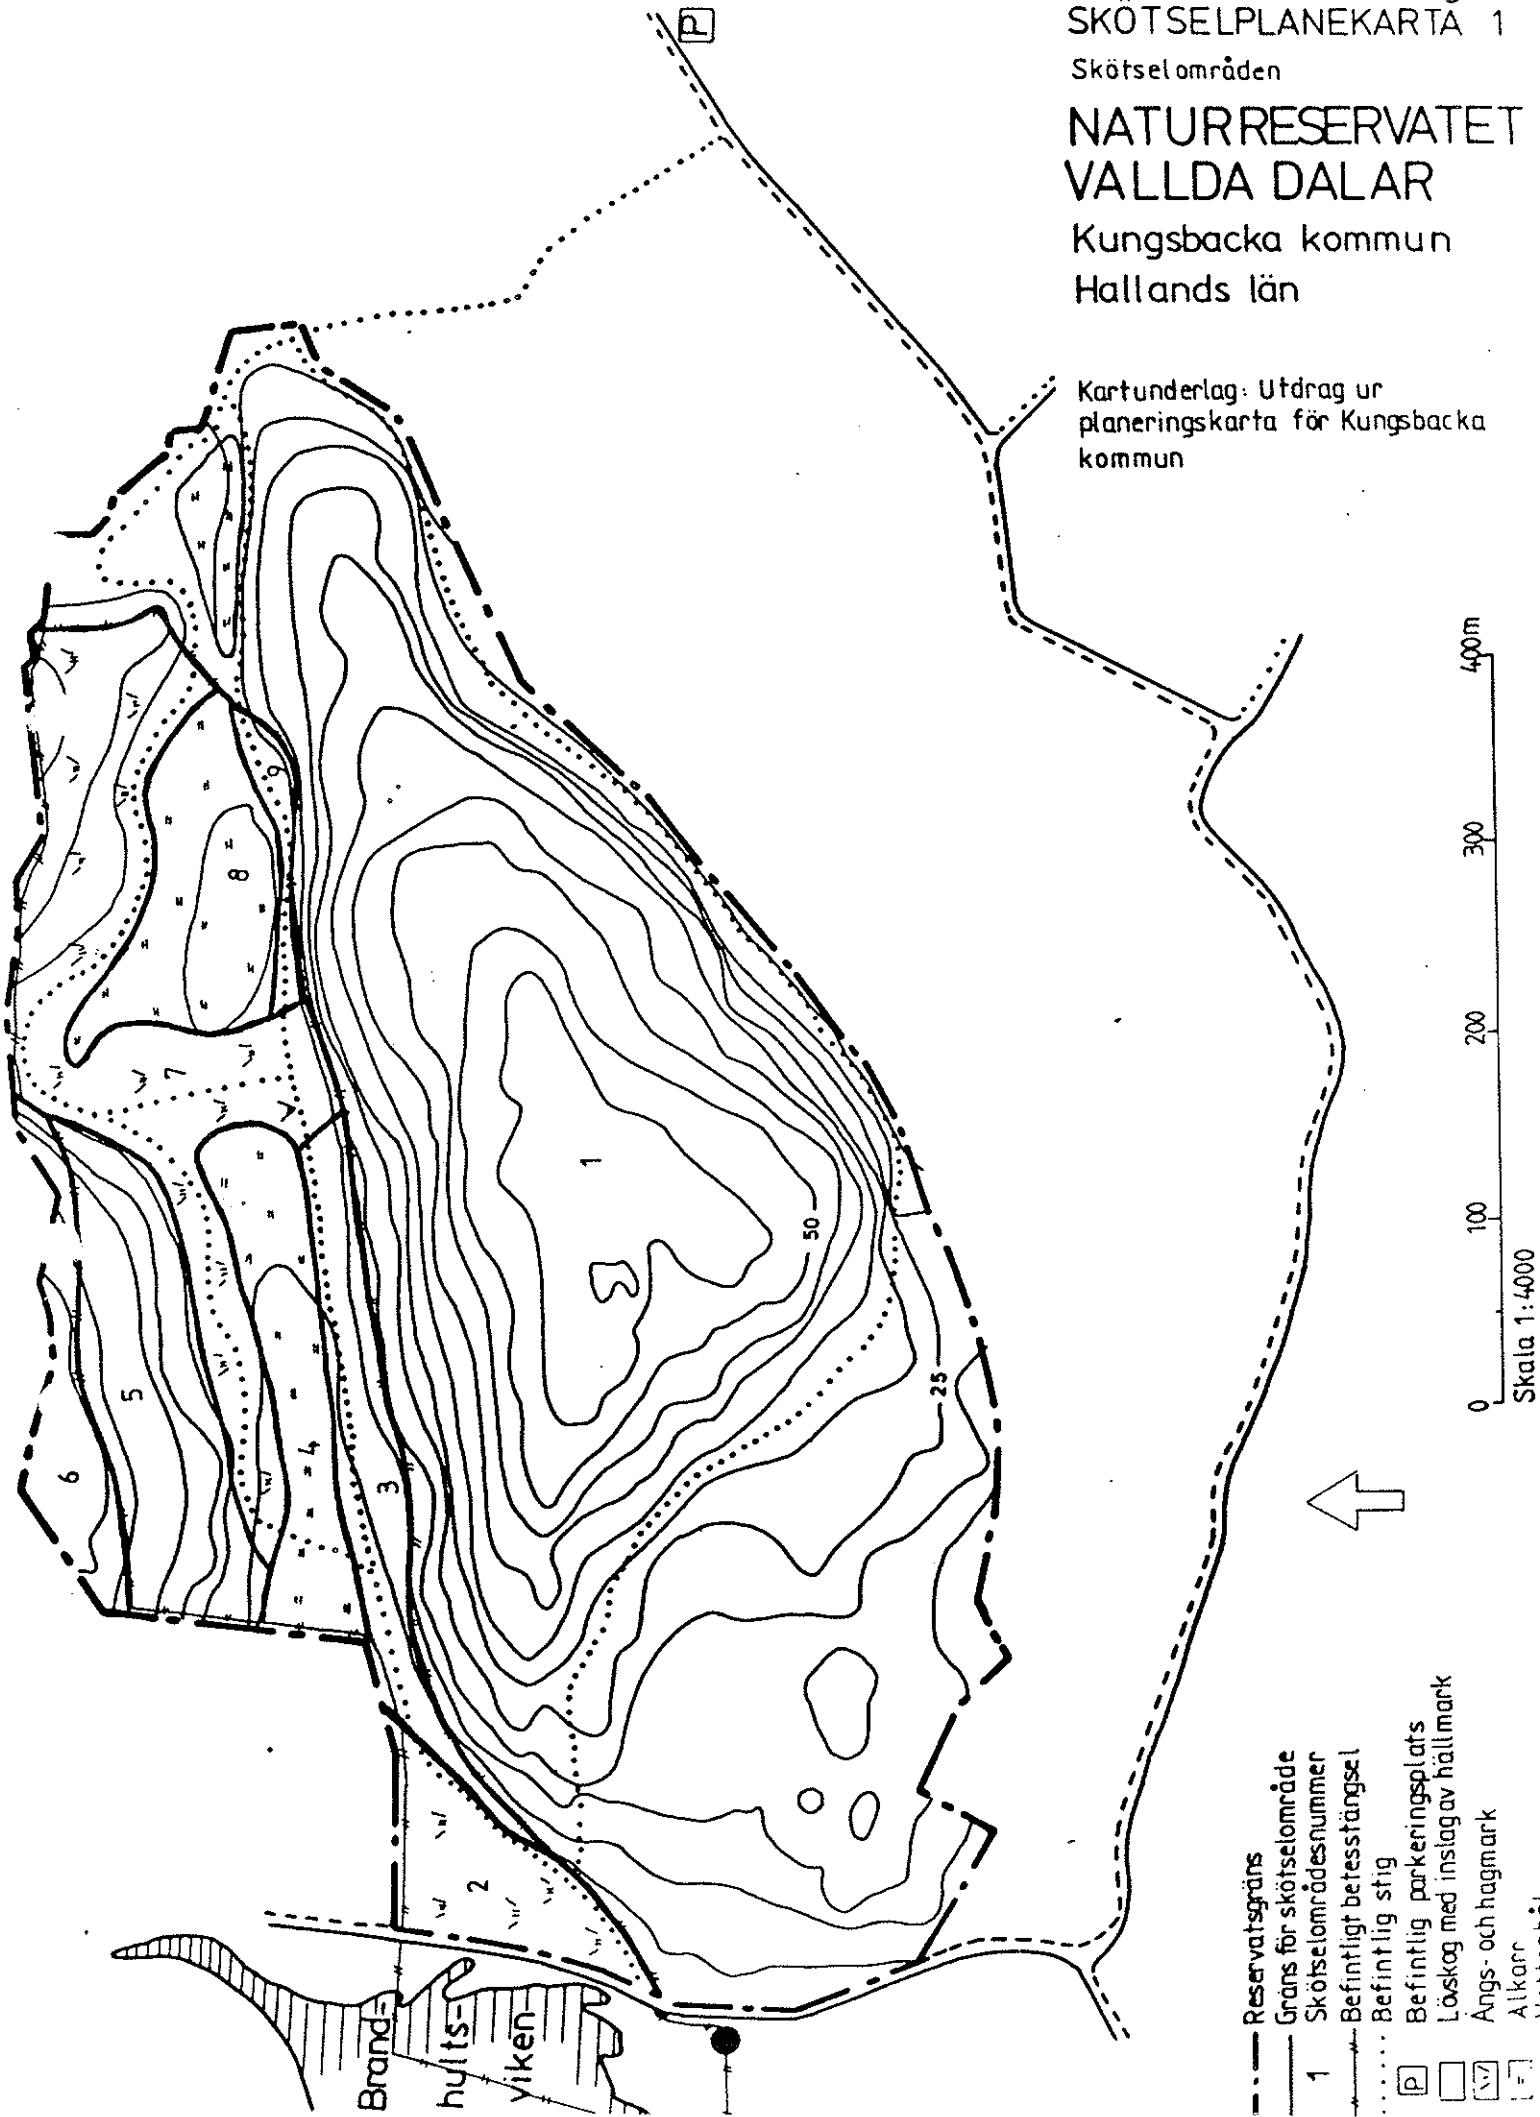 SKÖTSELPLANEKARTA 1
Skötselområden
NATURRESERVATET
VALLDA DALAR
Kungsbacka kommun
Hallands län
Kartunderlag: Utdrag ur
planeringskarta för Kungsbacka
kommun
P
1
2
3
4
5
6
7
8
9
50
25
Brand-
hults-
viken
0 100 200 300 400m
Skala 1:4000
Reservatsgräns
Gräns för skötselområde
1 Skötselområdesnummer
Befintligt betesstängsel
Befintlig stig
P Befintlig parkeringsplats
Lövskog med inslag av hällmark
Ängs- och hagmark
Alkärr